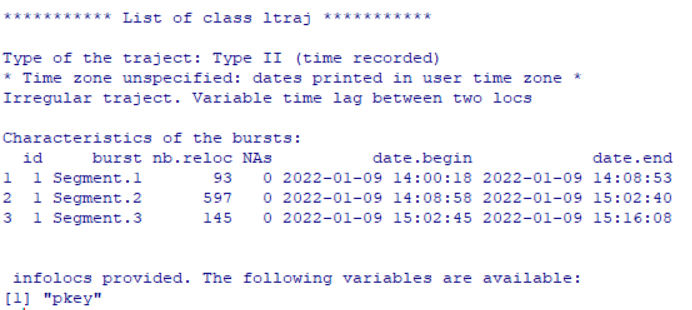 *********** List of class ltraj ***********
Type of the traject: Type II (time recorded)
* Time zone unspecified: dates printed in user time zone *
Irregular traject. Variable time lag between two locs
Characteristics of the bursts:
  id     burst nb.reloc NAs          date.begin            date.end
1  1 Segment.1       93   0 2022-01-09 14:00:18 2022-01-09 14:08:53
2  1 Segment.2      597   0 2022-01-09 14:08:58 2022-01-09 15:02:40
3  1 Segment.3      145   0 2022-01-09 15:02:45 2022-01-09 15:16:08
 infolocs provided. The following variables are available:
[1] "pkey"